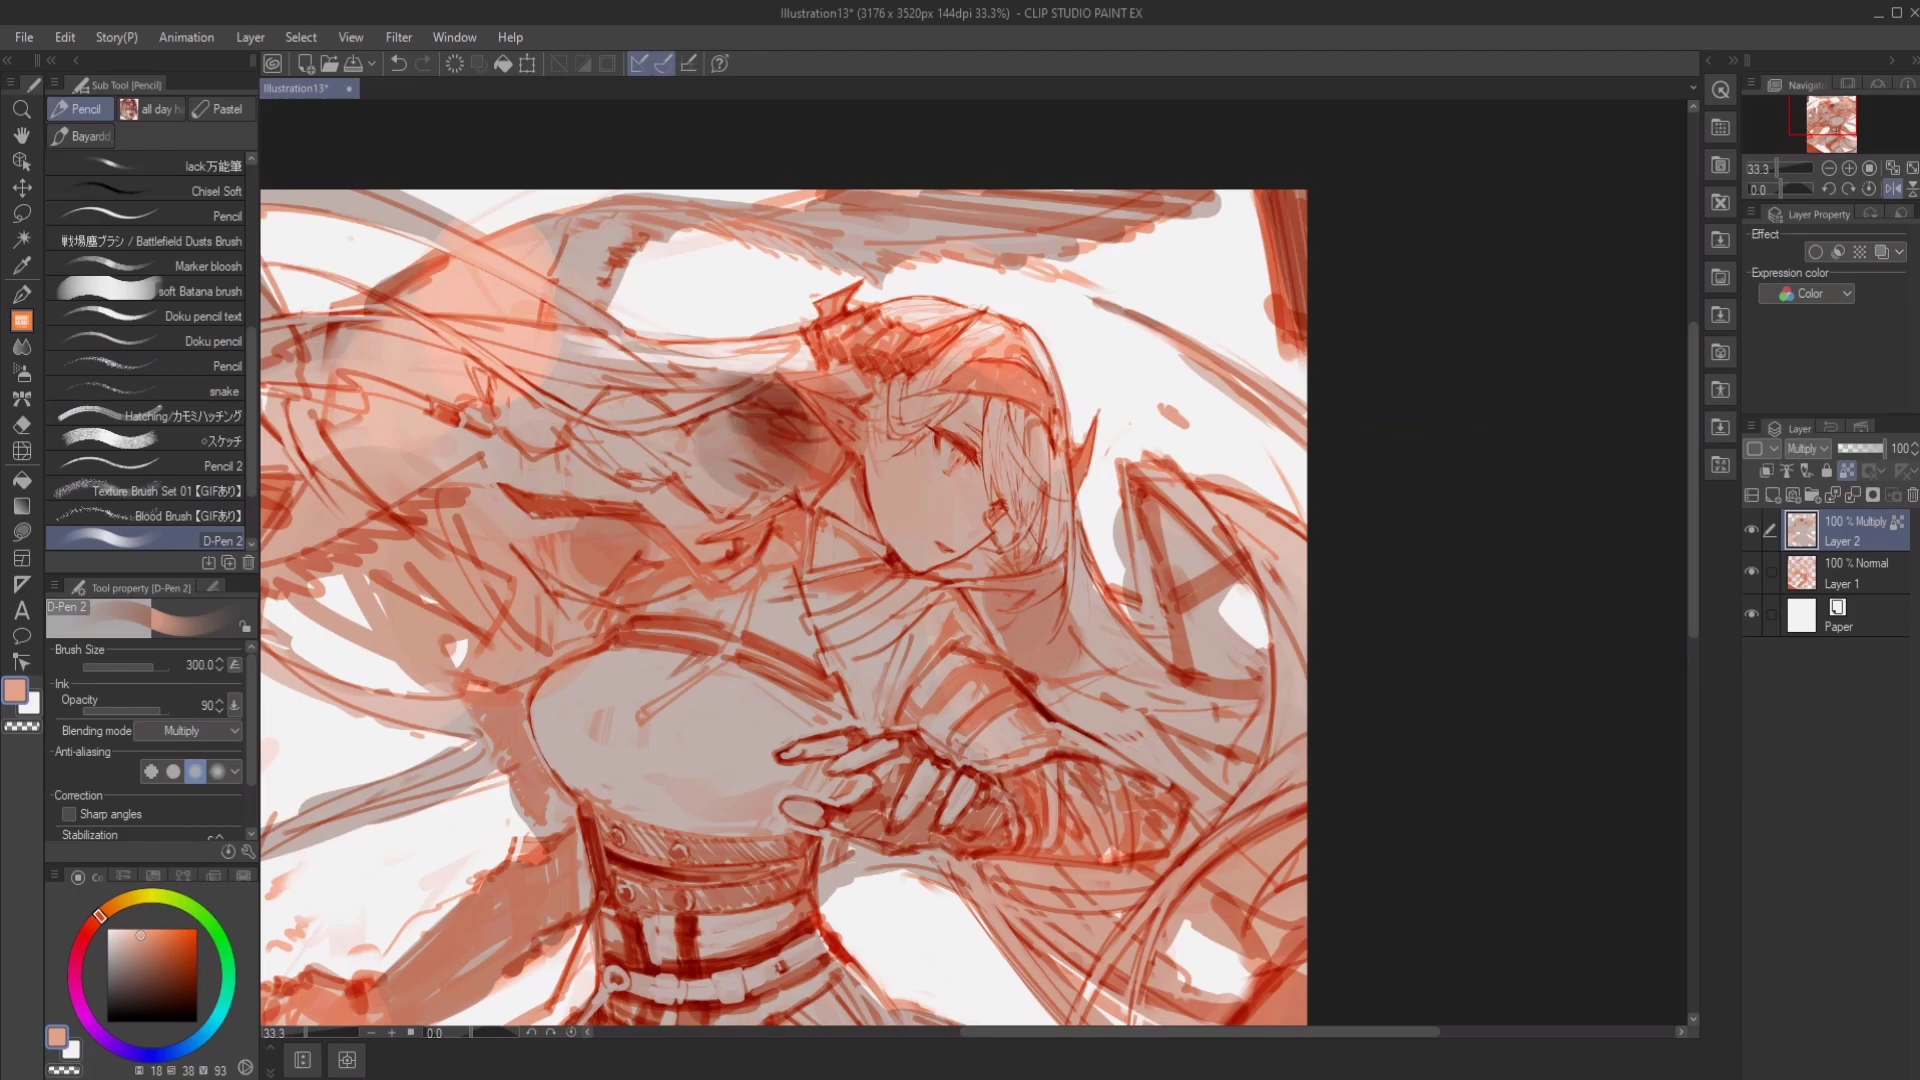 Illustration13* (3176 x 3520px 144dpi 33.3%) - CLIP STUDIO PAINT EX
File Edit Story(P) Animation Layer Select View Filter Window Help
Sub Tool [Pencil]
Illustration13*
Pencil all day h Pastel
Bayardd
lack万能筆
Chisel Soft
Pencil
戦場塵ブラシ / Battlefield Dusts Brush
Marker bloosh
soft Batana brush
Doku pencil text
Doku pencil
Pencil
snake
Hatching/カモミハッチング
◇スケッチ
Pencil 2
Texture Brush Set 01【GIFあり】
Blood Brush【GIFあり】
D-Pen 2
Tool property [D-Pen 2]
D-Pen 2
Brush Size
300.0
Ink
Opacity
90
Blending mode Multiply
Anti-aliasing
Correction
Sharp angles
Stabilization
18 38 93
33.3
0.0
Navigat
33.3
0.0
Layer Property
Effect
Expression color
Color
Layer
Multiply 100
100 % Multiply
Layer 2
100 % Normal
Layer 1
Paper